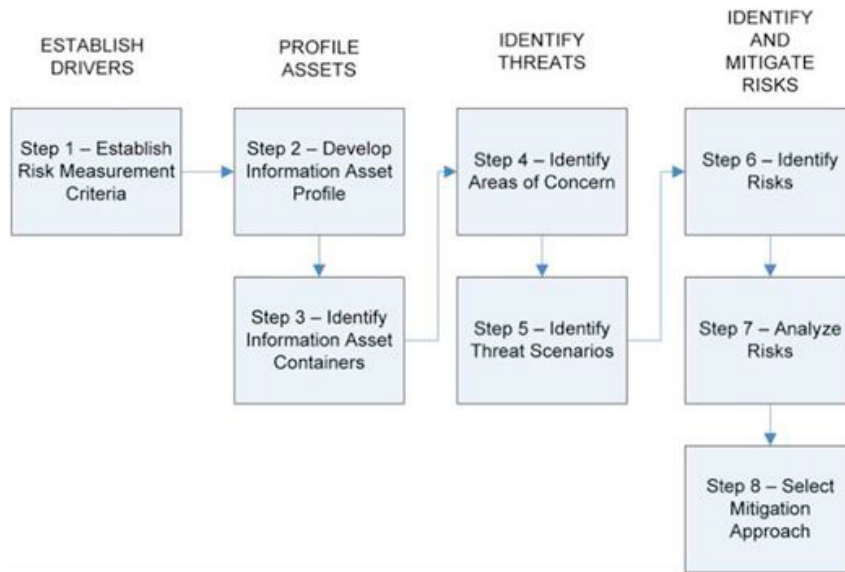 ESTABLISH
DRIVERS
PROFILE
ASSETS
IDENTIFY
THREATS
IDENTIFY
AND
MITIGATE
RISKS
Step 1 – Establish
Risk Measurement
Criteria
Step 2 – Develop
Information Asset
Profile
Step 3 – Identify
Information Asset
Containers
Step 4 – Identify
Areas of Concern
Step 5 – Identify
Threat Scenarios
Step 6 – Identify
Risks
Step 7 – Analyze
Risks
Step 8 – Select
Mitigation
Approach